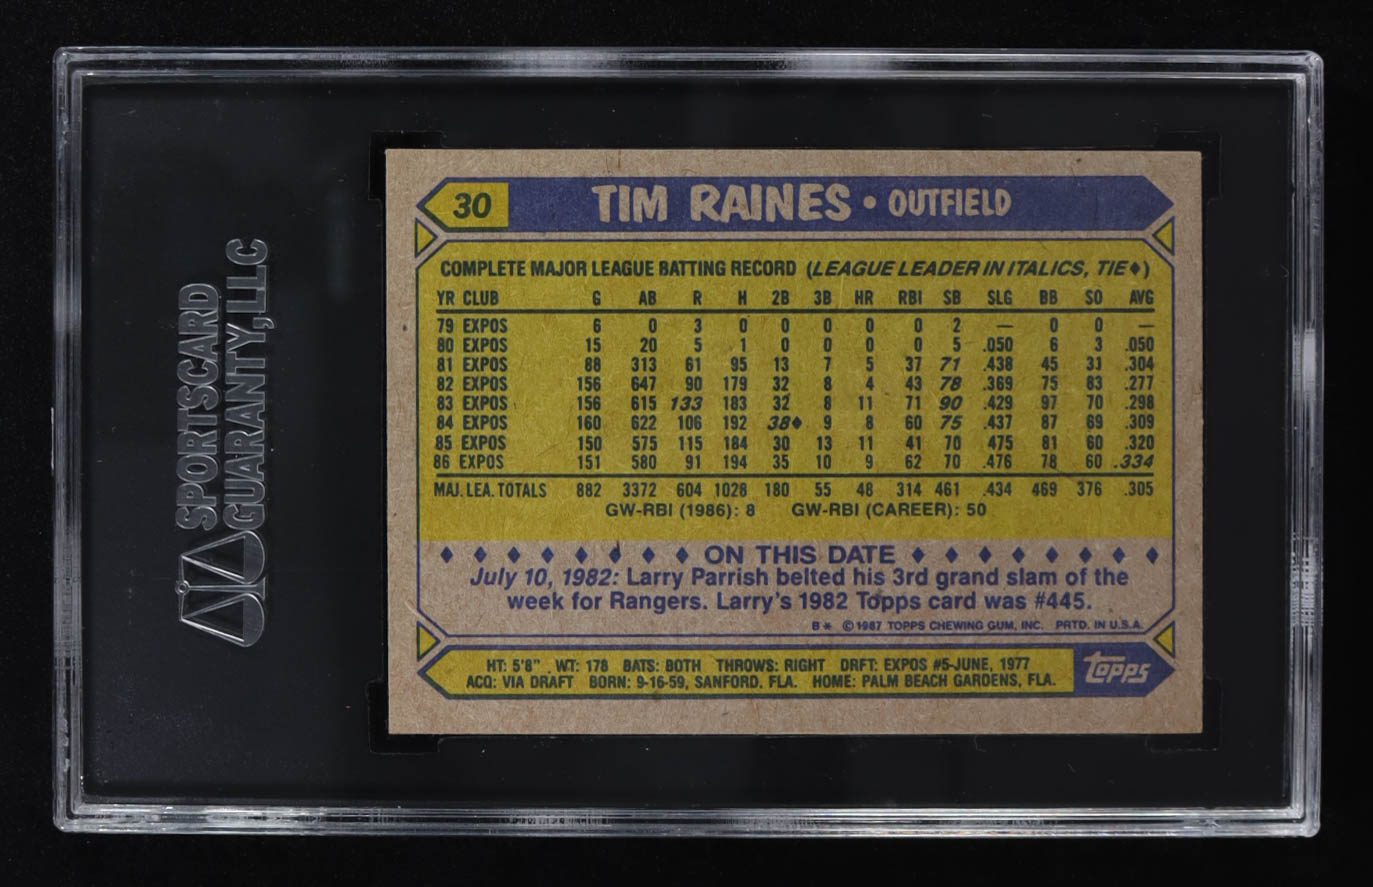 SPORTSCARD
GUARANTY, LLC
30 TIM RAINES • OUTFIELD
COMPLETE MAJOR LEAGUE BATTING RECORD (LEAGUE LEADER IN ITALICS, TIE♦)
YR CLUB G AB R H 2B 3B HR RBI SB SLG BB SO AVG
79 EXPOS 6 0 3 0 0 0 0 0 2 — 0 0 —
80 EXPOS 15 20 5 1 0 0 0 0 5 .050 6 3 .050
81 EXPOS 88 313 61 95 13 7 5 37 71 .438 45 31 .304
82 EXPOS 156 647 90 179 32 8 4 43 78 .369 75 83 .277
83 EXPOS 156 615 133 183 32 8 11 71 90 .429 97 70 .298
84 EXPOS 160 622 106 192 38♦ 9 8 60 75 .437 87 69 .309
85 EXPOS 150 575 115 184 30 13 11 41 70 .475 81 60 .320
86 EXPOS 151 580 91 194 35 10 9 62 70 .476 78 60 .334
MAJ. LEA. TOTALS 882 3372 604 1028 180 55 48 314 461 .434 469 376 .305
GW-RBI (1986): 8 GW-RBI (CAREER): 50
♦ ♦ ♦ ♦ ♦ ♦ ♦ ♦ ON THIS DATE ♦ ♦ ♦ ♦ ♦ ♦ ♦ ♦
July 10, 1982: Larry Parrish belted his 3rd grand slam of the
week for Rangers. Larry's 1982 Topps card was #445.
B* © 1987 TOPPS CHEWING GUM, INC. PRTD. IN U.S.A.
HT: 5'8" WT: 178 BATS: BOTH THROWS: RIGHT DRFT: EXPOS #5-JUNE, 1977
ACQ: VIA DRAFT BORN: 9-16-59, SANFORD, FLA. HOME: PALM BEACH GARDENS, FLA.
topps